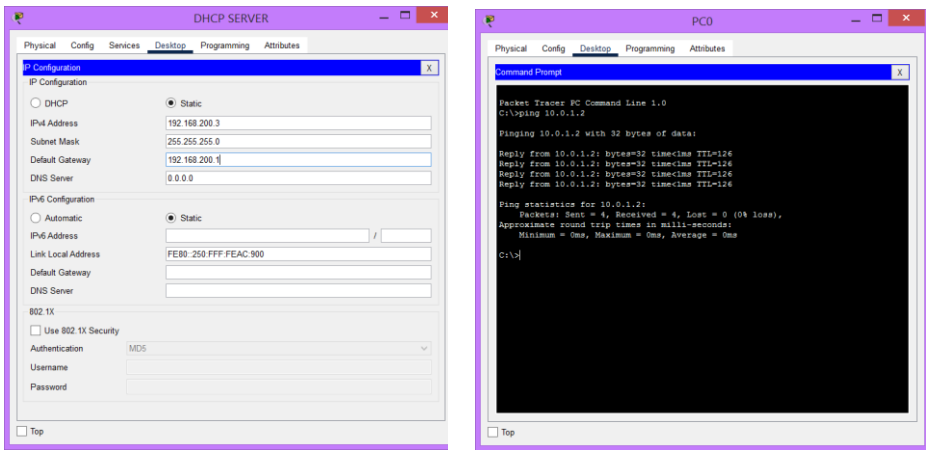 DHCP SERVER
Physical Config Services Desktop Programming Attributes
IP Configuration X
IP Configuration
DHCP Static
IPv4 Address 192.168.200.3
Subnet Mask 255.255.255.0
Default Gateway 192.168.200.1
DNS Server 0.0.0.0
IPv6 Configuration
Automatic Static
IPv6 Address /
Link Local Address FE80::250:FFF:FEAC:900
Default Gateway
DNS Server
802.1X
Use 802.1X Security
Authentication MD5
Username
Password
Top
PC0
Physical Config Desktop Programming Attributes
Command Prompt X
Packet Tracer PC Command Line 1.0
C:\>ping 10.0.1.2
Pinging 10.0.1.2 with 32 bytes of data:
Reply from 10.0.1.2: bytes=32 time<1ms TTL=126
Reply from 10.0.1.2: bytes=32 time<1ms TTL=126
Reply from 10.0.1.2: bytes=32 time<1ms TTL=126
Reply from 10.0.1.2: bytes=32 time<1ms TTL=126
Ping statistics for 10.0.1.2:
Packets: Sent = 4, Received = 4, Lost = 0 (0% loss),
Approximate round trip times in milli-seconds:
Minimum = 0ms, Maximum = 0ms, Average = 0ms
C:\>
Top